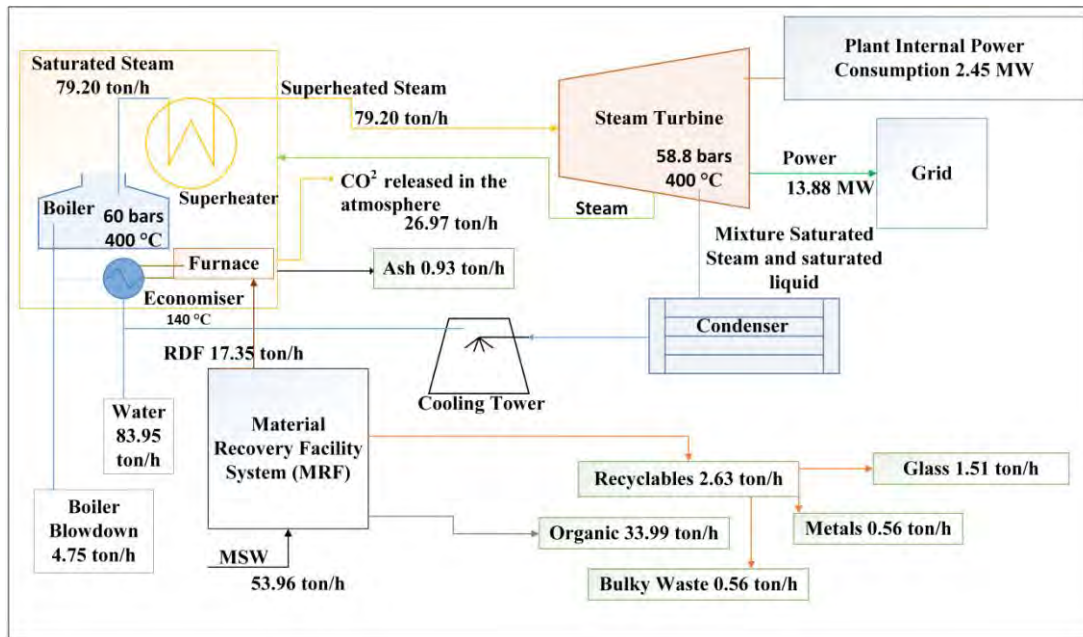 Saturated Steam
79.20 ton/h
Superheated Steam
79.20 ton/h
Plant Internal Power
Consumption 2.45 MW
Steam Turbine
58.8 bars
400 °C
Power
13.88 MW
Grid
Boiler
60 bars
400 °C
Superheater
CO² released in the
atmosphere
26.97 ton/h
Steam
Furnace
Ash 0.93 ton/h
Economiser
140 °C
Mixture Saturated
Steam and saturated
liquid
Condenser
RDF 17.35 ton/h
Cooling Tower
Water
83.95
ton/h
Material
Recovery Facility
System (MRF)
Boiler
Blowdown
4.75 ton/h
Recyclables 2.63 ton/h
Glass 1.51 ton/h
Organic 33.99 ton/h
Metals 0.56 ton/h
MSW
53.96 ton/h
Bulky Waste 0.56 ton/h